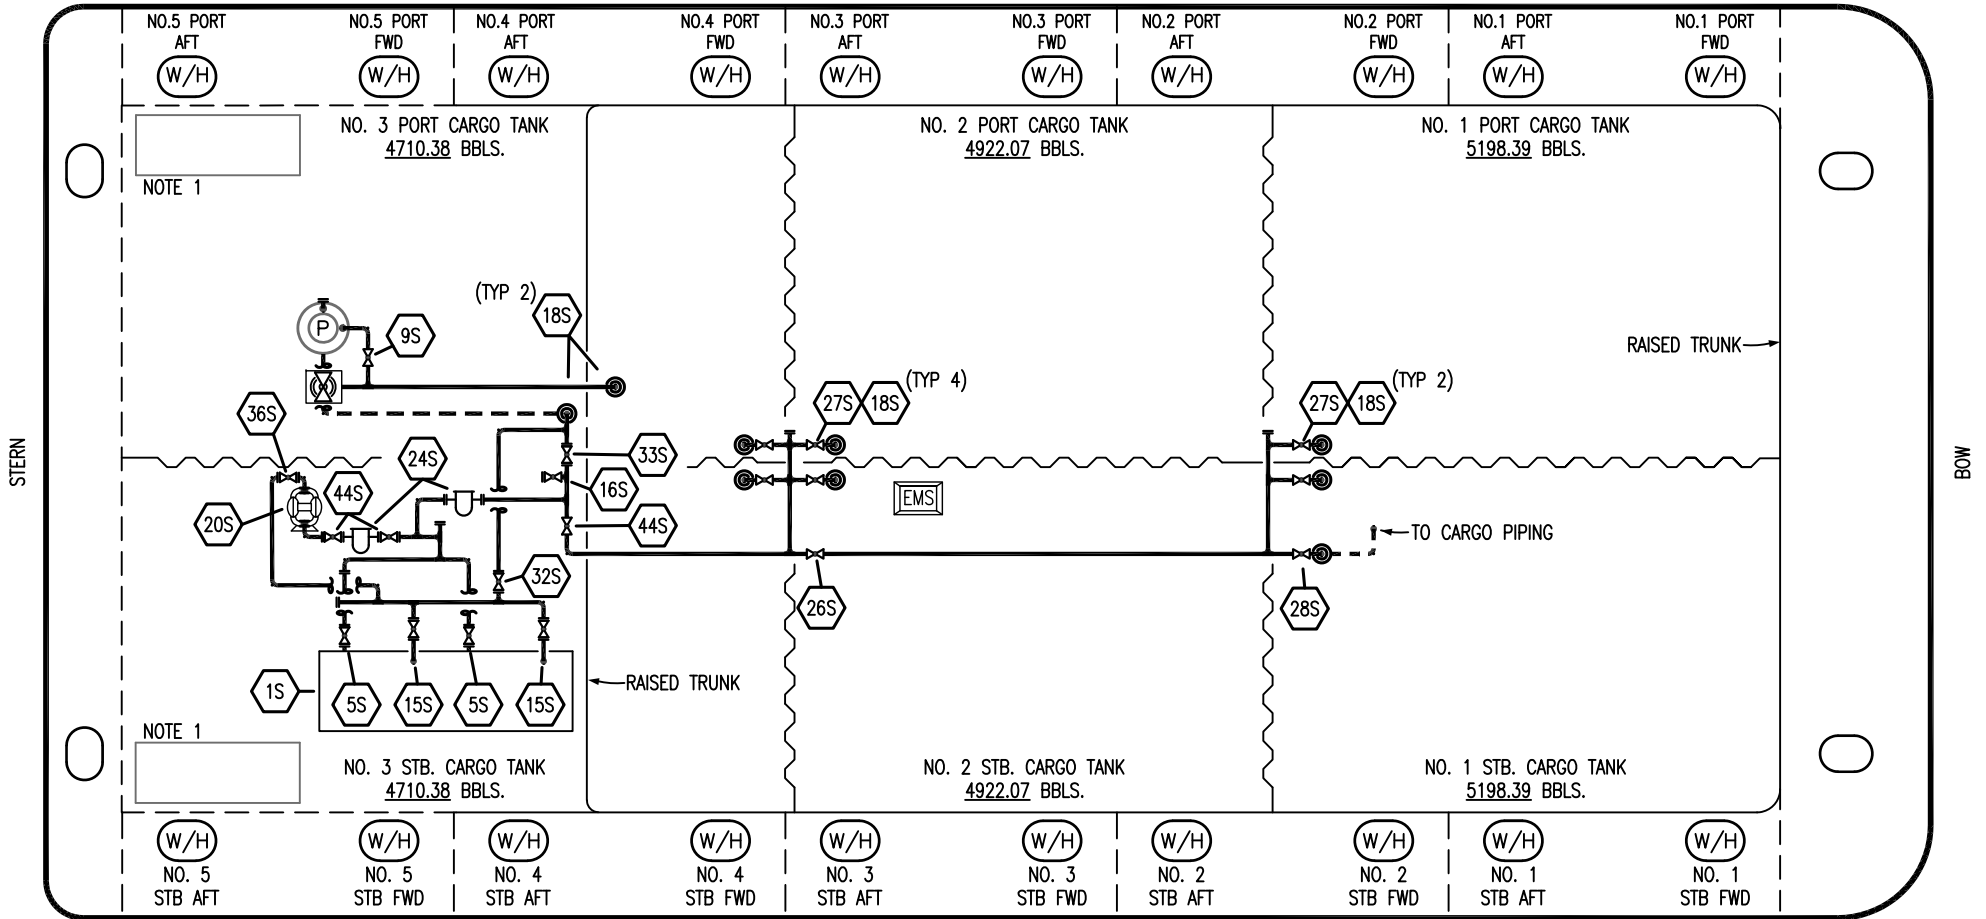 NO.5 PORT
AFT
W/H
NO.5 PORT
FWD
W/H
NO.4 PORT
AFT
W/H
NO.4 PORT
FWD
W/H
NO.3 PORT
AFT
W/H
NO.3 PORT
FWD
W/H
NO.2 PORT
AFT
W/H
NO.2 PORT
FWD
W/H
NO.1 PORT
AFT
W/H
NO.1 PORT
FWD
W/H
NO. 3 PORT CARGO TANK
4710.38 BBLS.
NO. 2 PORT CARGO TANK
4922.07 BBLS.
NO. 1 PORT CARGO TANK
5198.39 BBLS.
NOTE 1
(TYP 2)
18S
P
9S
RAISED TRUNK
36S
24S
33S
27S
18S
(TYP 4)
27S
18S
(TYP 2)
STERN
BOW
44S
16S
20S
44S
EMS
TO CARGO PIPING
32S
26S
28S
1S
5S
15S
5S
15S
RAISED TRUNK
NOTE 1
NO. 3 STB. CARGO TANK
4710.38 BBLS.
NO. 2 STB. CARGO TANK
4922.07 BBLS.
NO. 1 STB. CARGO TANK
5198.39 BBLS.
W/H
NO. 5
STB AFT
W/H
NO. 5
STB FWD
W/H
NO. 4
STB AFT
W/H
NO. 4
STB FWD
W/H
NO. 3
STB AFT
W/H
NO. 3
STB FWD
W/H
NO. 2
STB AFT
W/H
NO. 2
STB FWD
W/H
NO. 1
STB AFT
W/H
NO. 1
STB FWD